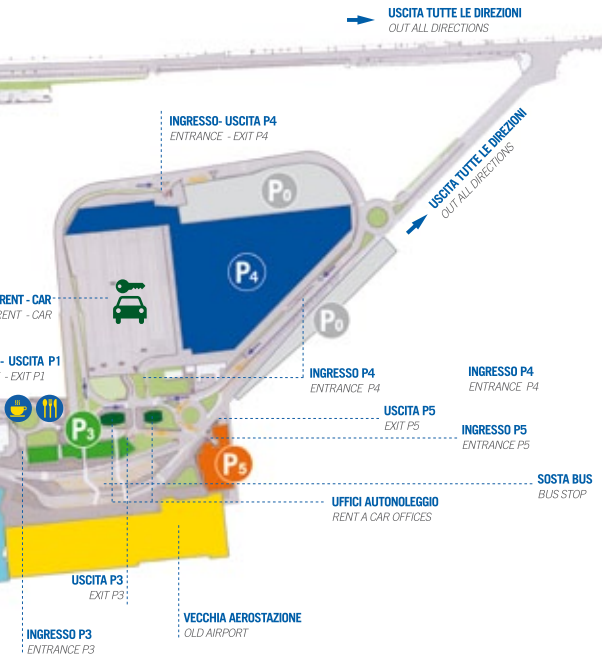 USCITA TUTTE LE DIREZIONI
OUT ALL DIRECTIONS
INGRESSO- USCITA P4
ENTRANCE - EXIT P4
USCITA TUTTE LE DIREZIONI
OUT ALL DIRECTIONS
P0
P4
RENT - CAR
RENT - CAR
P0
- USCITA P1
- EXIT P1
INGRESSO P4
ENTRANCE P4
INGRESSO P4
ENTRANCE P4
USCITA P5
EXIT P5
P3
INGRESSO P5
ENTRANCE P5
P5
SOSTA BUS
BUS STOP
UFFICI AUTONOLEGGIO
RENT A CAR OFFICES
USCITA P3
EXIT P3
VECCHIA AEROSTAZIONE
OLD AIRPORT
INGRESSO P3
ENTRANCE P3